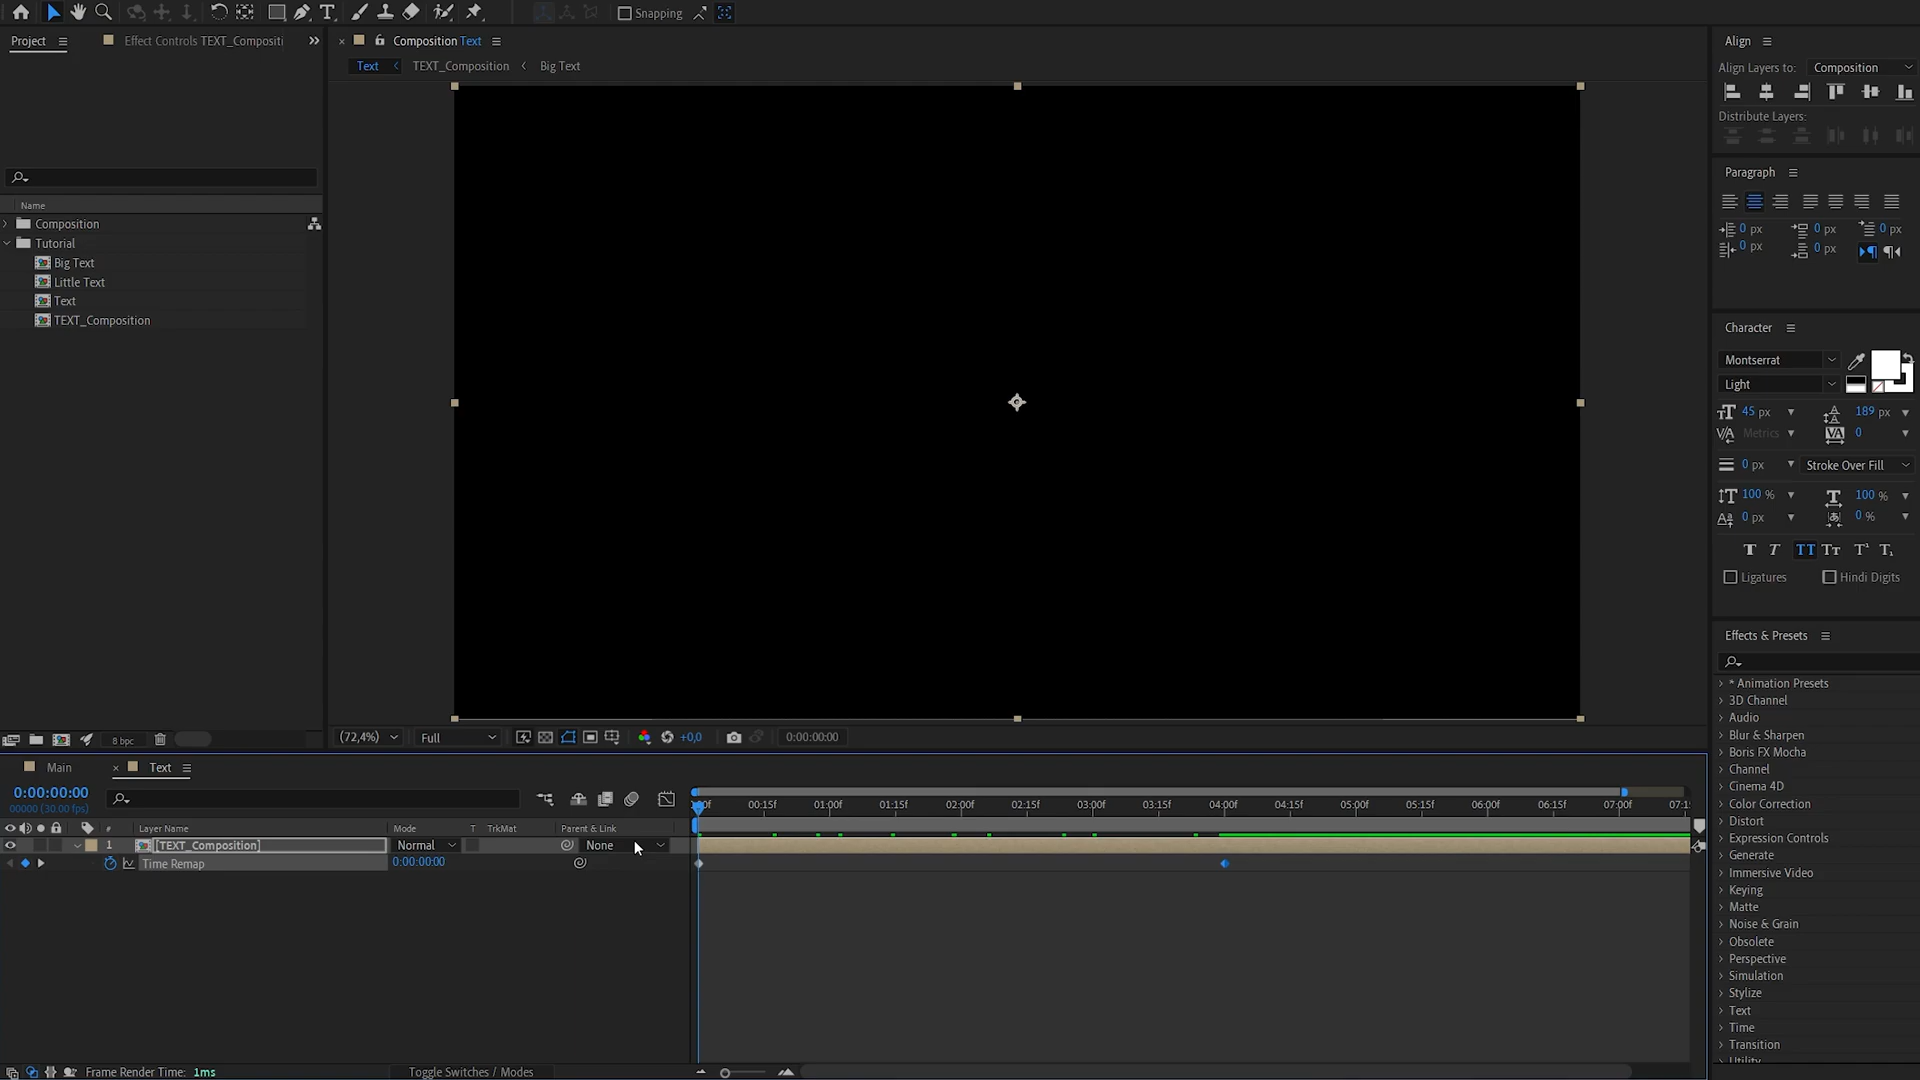 Snapping
Project
Effect Controls TEXT_Compositi
Composition Text
Text
TEXT_Composition
Big Text
Name
Composition
Tutorial
Big Text
Little Text
Text
TEXT_Composition
8 bpc
(72,4%)
Full
+0,0
0:00:00:00
Align
Align Layers to:
Composition
Distribute Layers:
Paragraph
0 px
0 px
0 px
0 px
0 px
Character
Montserrat
Light
45 px
189 px
Metrics
0
0 px
Stroke Over Fill
100 %
100 %
0 px
0 %
Ligatures
Hindi Digits
Effects & Presets
* Animation Presets
3D Channel
Audio
Blur & Sharpen
Boris FX Mocha
Channel
Cinema 4D
Color Correction
Distort
Expression Controls
Generate
Immersive Video
Keying
Matte
Noise & Grain
Obsolete
Perspective
Simulation
Stylize
Text
Time
Transition
Utility
Main
Text
0:00:00:00
00000 (30.00 fps)
00:15f 01:00f 01:15f 02:00f 02:15f 03:00f 03:15f 04:00f 04:15f 05:00f 05:15f 06:00f 06:15f 07:00f
# Layer Name Mode T TrkMat Parent & Link
1 [TEXT_Composition] Normal None
Time Remap 0:00:00:00
Frame Render Time: 1ms
Toggle Switches / Modes